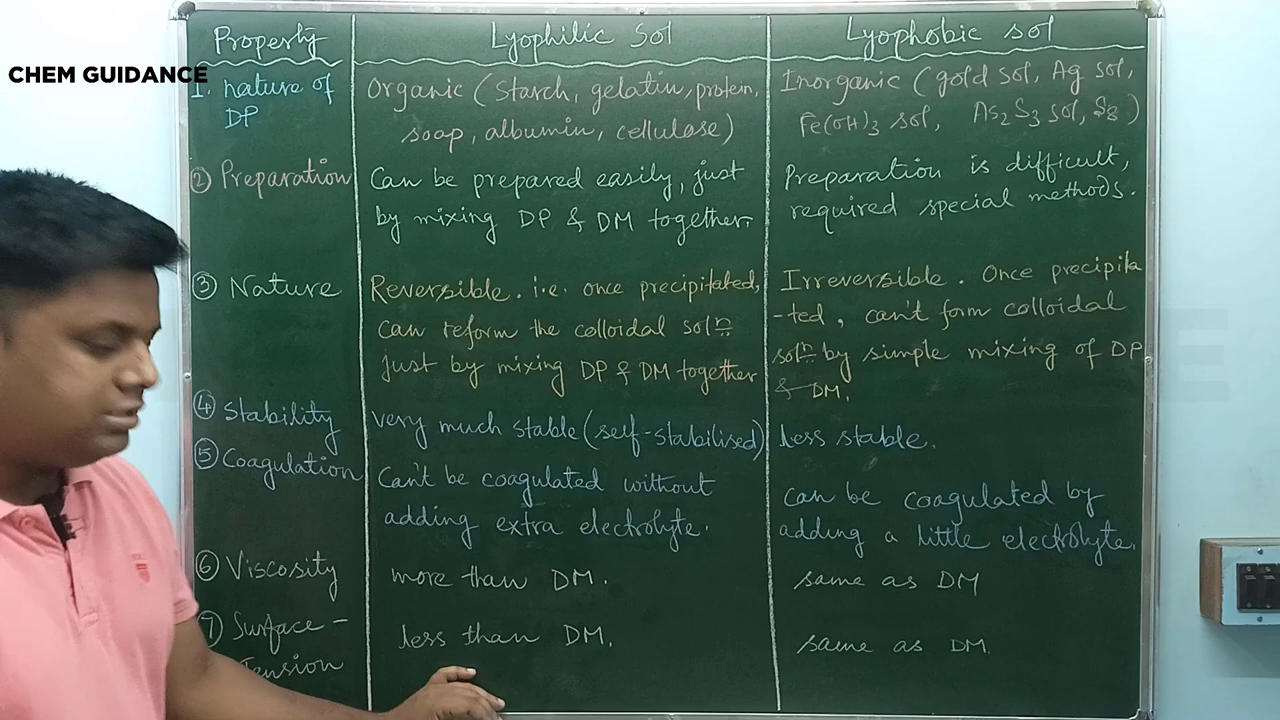 Property Lyophilic Sol Lyophobic sol
CHEM GUIDANCE
1. nature of DP
Organic (Starch, gelatin, protein,
soap, albumin, cellulose)
Inorganic (gold sol, Ag sol,
Fe(OH)3 sol, As2S3 sol, S8)
② Preparation
Can be prepared easily, just
by mixing DP & DM together.
Preparation is difficult,
required special methods.
③ Nature
Reversible. i.e. once precipitated,
can reform the colloidal soln
just by mixing DP & DM together
Irreversible. Once precipita
-ted, can't form colloidal
soln by simple mixing of DP
& DM.
④ Stability
very much stable (self-stabilised)
less stable.
⑤ Coagulation
Can't be coagulated without
adding extra electrolyte.
can be coagulated by
adding a little electrolyte.
⑥ Viscosity
more than DM.
same as DM
⑦ Surface -
Tension
less than DM.
same as DM.